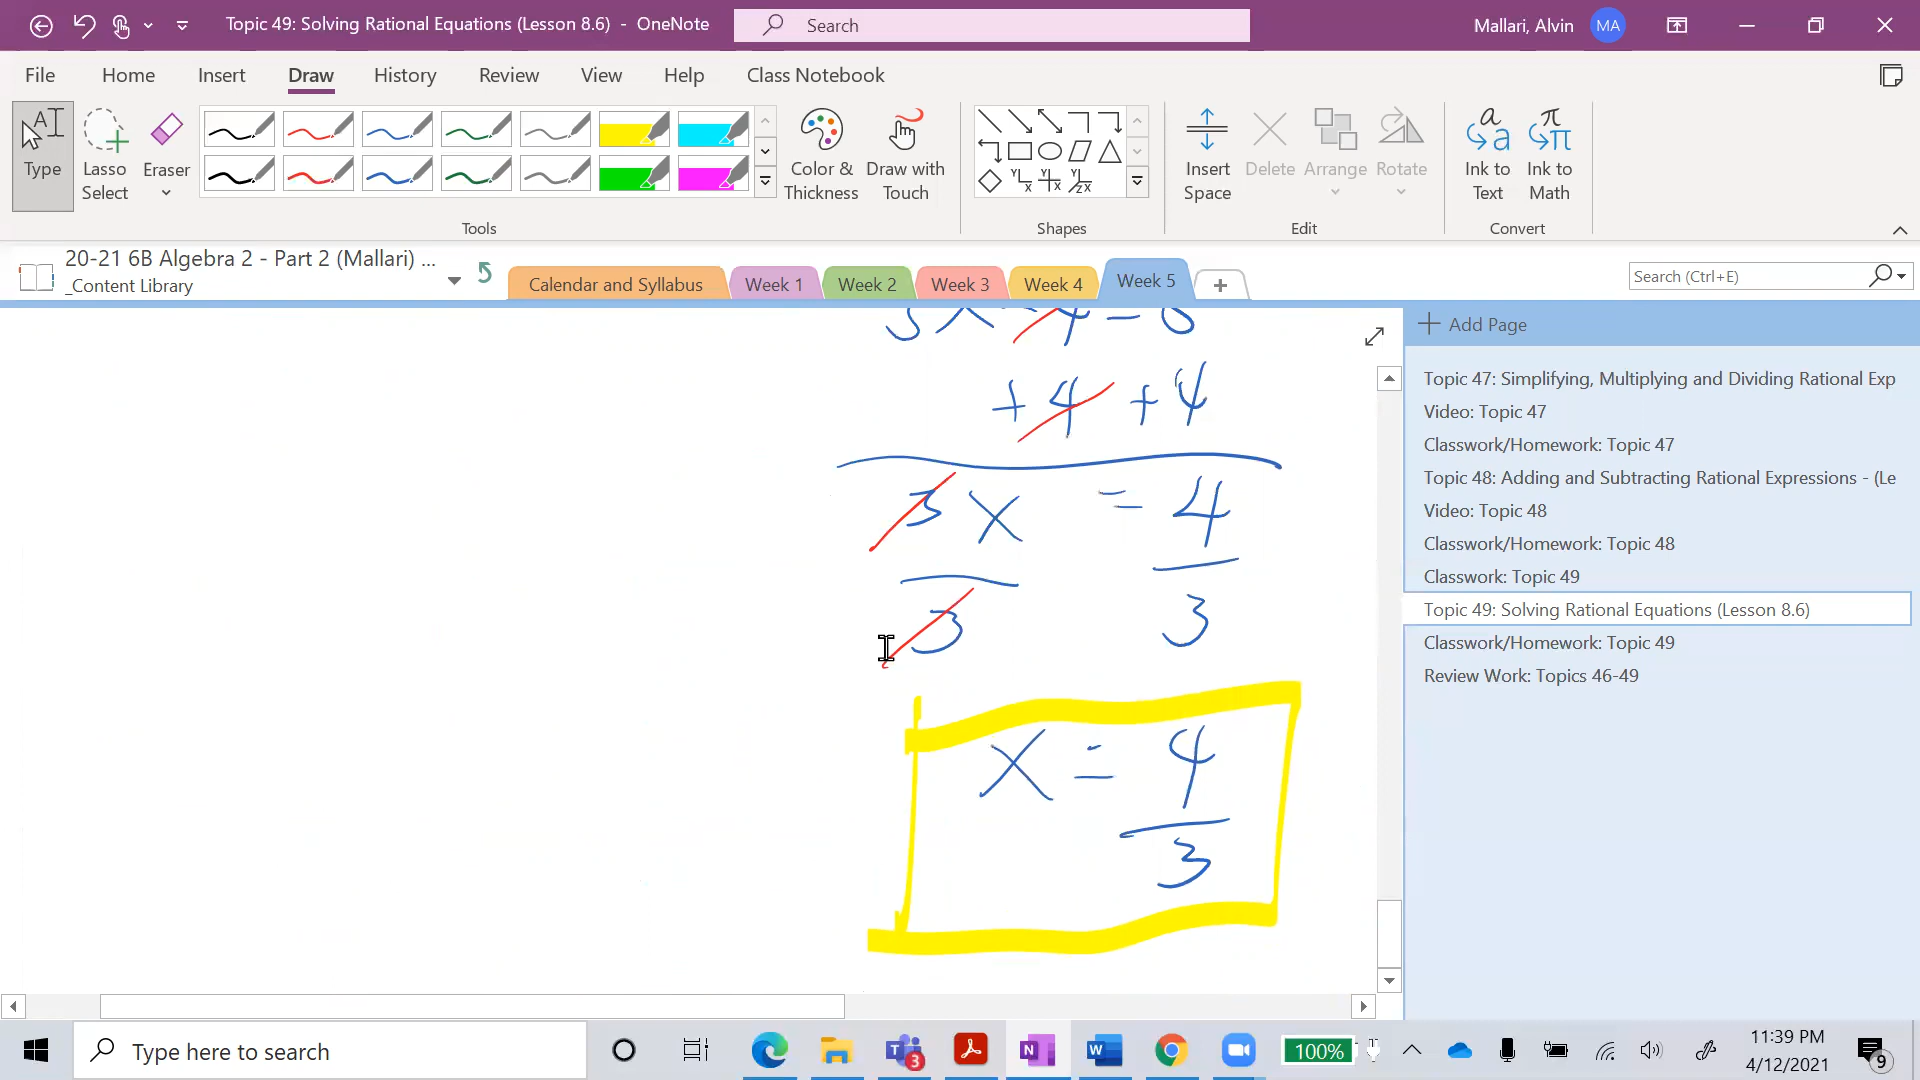 Topic 49: Solving Rational Equations (Lesson 8.6) - OneNote
Search
Mallari, Alvin
MA
File Home Insert Draw History Review View Help Class Notebook
Type
Lasso Select
Eraser
Color & Thickness
Draw with Touch
Insert Space
Delete
Arrange
Rotate
Ink to Text
Ink to Math
Tools
Shapes
Edit
Convert
20-21 6B Algebra 2 - Part 2 (Mallari) ...
_Content Library
Calendar and Syllabus
Week 1
Week 2
Week 3
Week 4
Week 5
Search (Ctrl+E)
Add Page
Topic 47: Simplifying, Multiplying and Dividing Rational Exp
Video: Topic 47
Classwork/Homework: Topic 47
Topic 48: Adding and Subtracting Rational Expressions - (Le
Video: Topic 48
Classwork/Homework: Topic 48
Classwork: Topic 49
Topic 49: Solving Rational Equations (Lesson 8.6)
Classwork/Homework: Topic 49
Review Work: Topics 46-49
3x - 4 = 0
+ 4 + 4
3x = 4
3 3
x = 4
3
Type here to search
3
100%
11:39 PM
4/12/2021
9